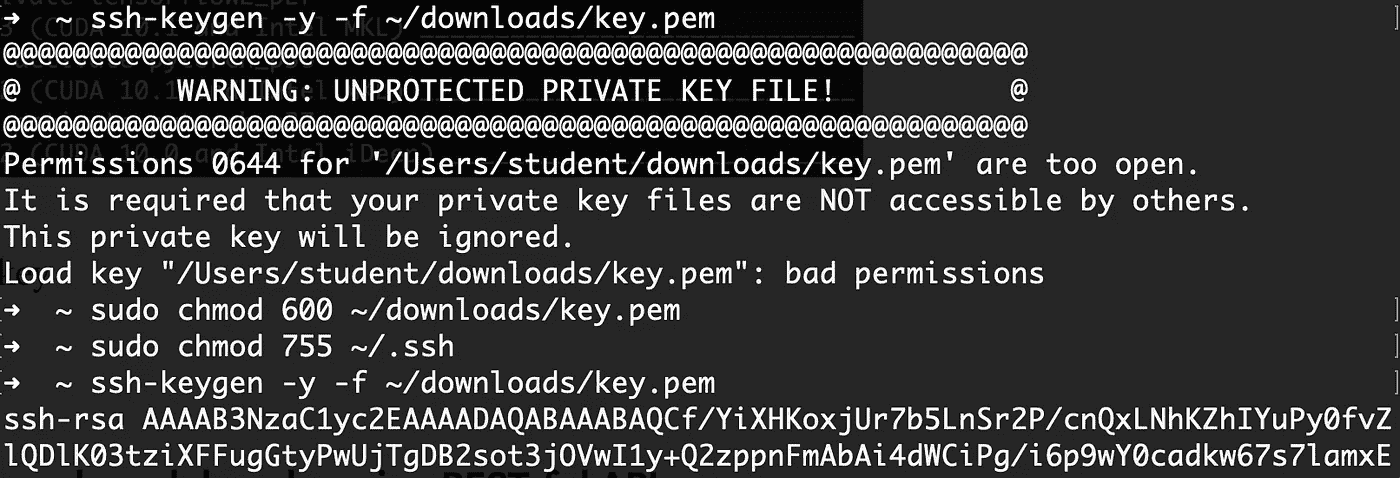 ➜  ~ ssh-keygen -y -f ~/downloads/key.pem
@@@@@@@@@@@@@@@@@@@@@@@@@@@@@@@@@@@@@@@@@@@@@@@@@@@@@@@@@@@
@         WARNING: UNPROTECTED PRIVATE KEY FILE!          @
@@@@@@@@@@@@@@@@@@@@@@@@@@@@@@@@@@@@@@@@@@@@@@@@@@@@@@@@@@@
Permissions 0644 for '/Users/student/downloads/key.pem' are too open.
It is required that your private key files are NOT accessible by others.
This private key will be ignored.
Load key "/Users/student/downloads/key.pem": bad permissions
➜  ~ sudo chmod 600 ~/downloads/key.pem
➜  ~ sudo chmod 755 ~/.ssh
➜  ~ ssh-keygen -y -f ~/downloads/key.pem
ssh-rsa AAAAB3NzaC1yc2EAAAADAQABAAABAQCf/YiXHKoxjUr7b5LnSr2P/cnQxLNhKZhIYuPy0fvZ
lQDlK03tziXFFugGtyPwUjTgDB2sot3jOVwI1y+Q2zppnFmAbAi4dWCiPg/i6p9wY0cadkw67s7lamxE